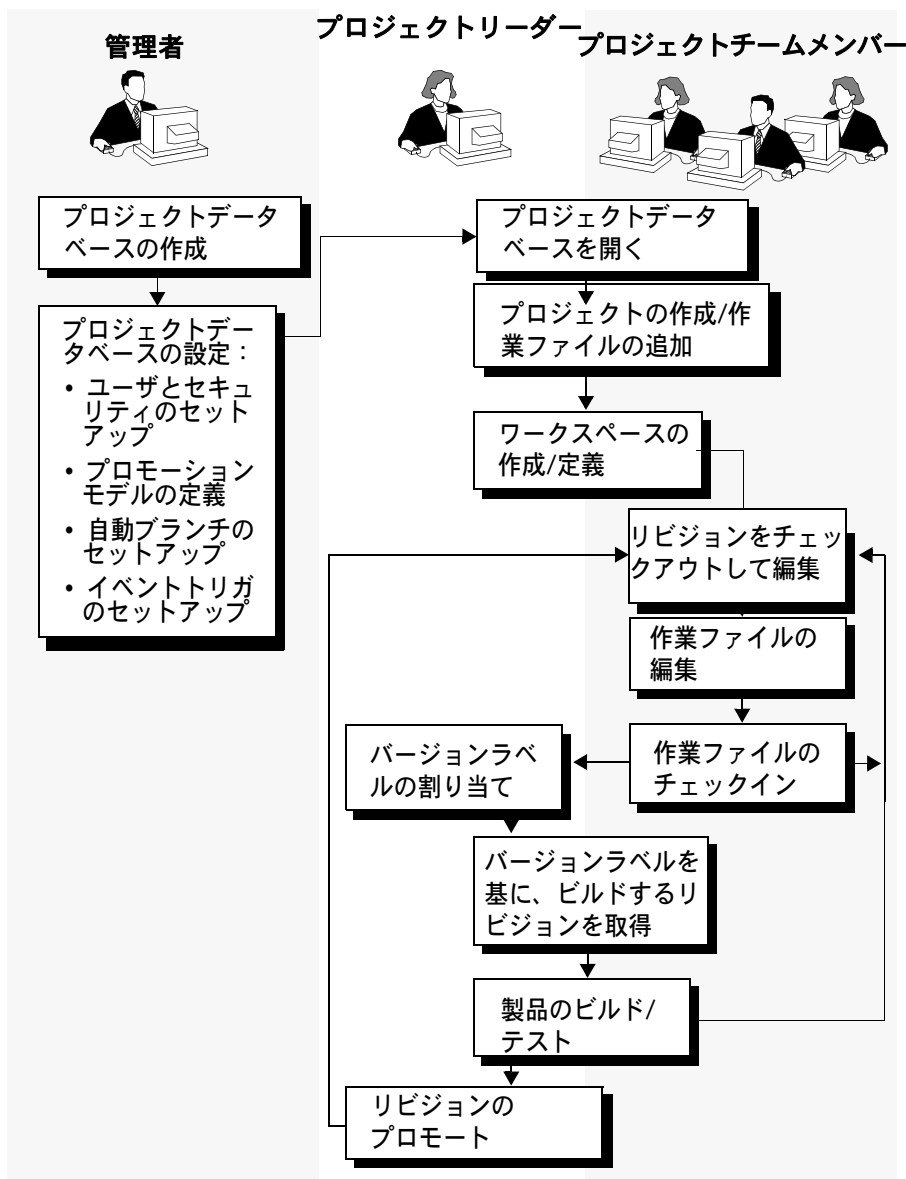 管理者
プロジェクトリーダー
プロジェクトチームメンバー
プロジェクトデータ
ベースの作成
プロジェクトデー
タベースの設定：
• ユーザとセキュ
リティのセット
アップ
• プロモーション
モデルの定義
• 自動ブランチの
セットアップ
• イベントトリガ
のセットアップ
プロジェクトデータ
ベースを開く
プロジェクトの作成/作
業ファイルの追加
ワークスペースの
作成/定義
リビジョンをチェッ
クアウトして編集
作業ファイルの
編集
作業ファイルの
チェックイン
バージョンラベ
ルの割り当て
バージョンラベルを
基に、ビルドするリ
ビジョンを取得
製品のビルド/
テスト
リビジョンの
プロモート